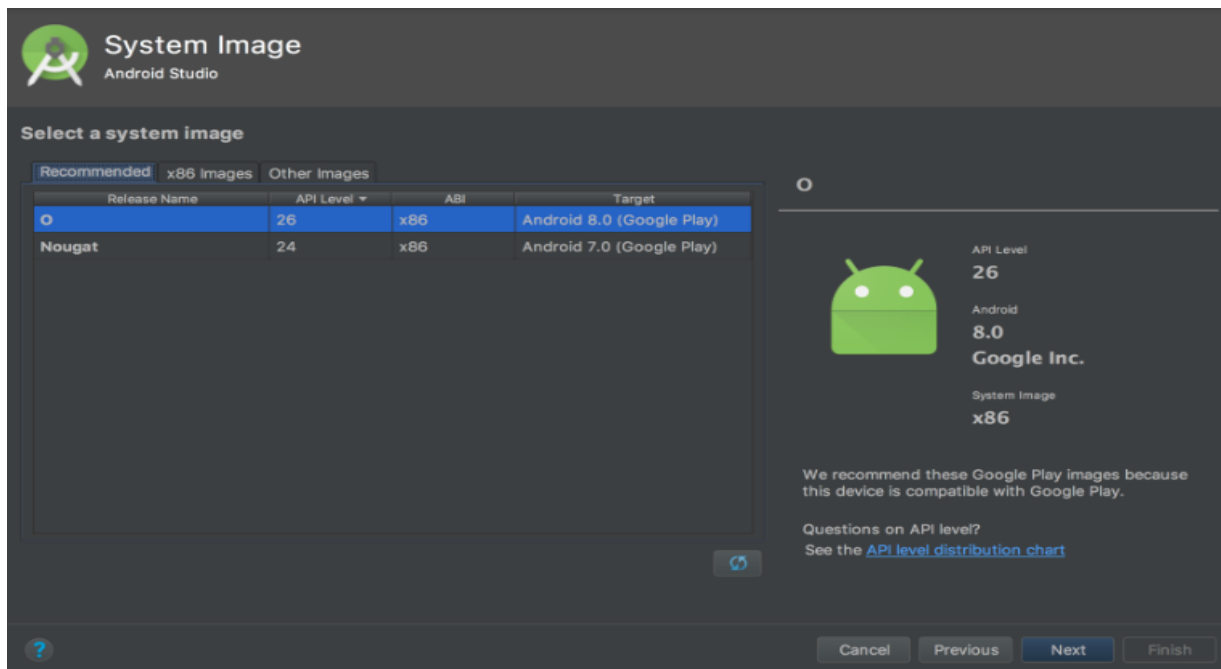 System Image
Android Studio
Select a system image
Recommended x86 Images Other Images
Release Name API Level ABI Target
O 26 x86 Android 8.0 (Google Play)
Nougat 24 x86 Android 7.0 (Google Play)
O
API Level
26
Android
8.0
Google Inc.
System Image
x86
We recommend these Google Play images because
this device is compatible with Google Play.
Questions on API level?
See the API level distribution chart
? Cancel Previous Next Finish